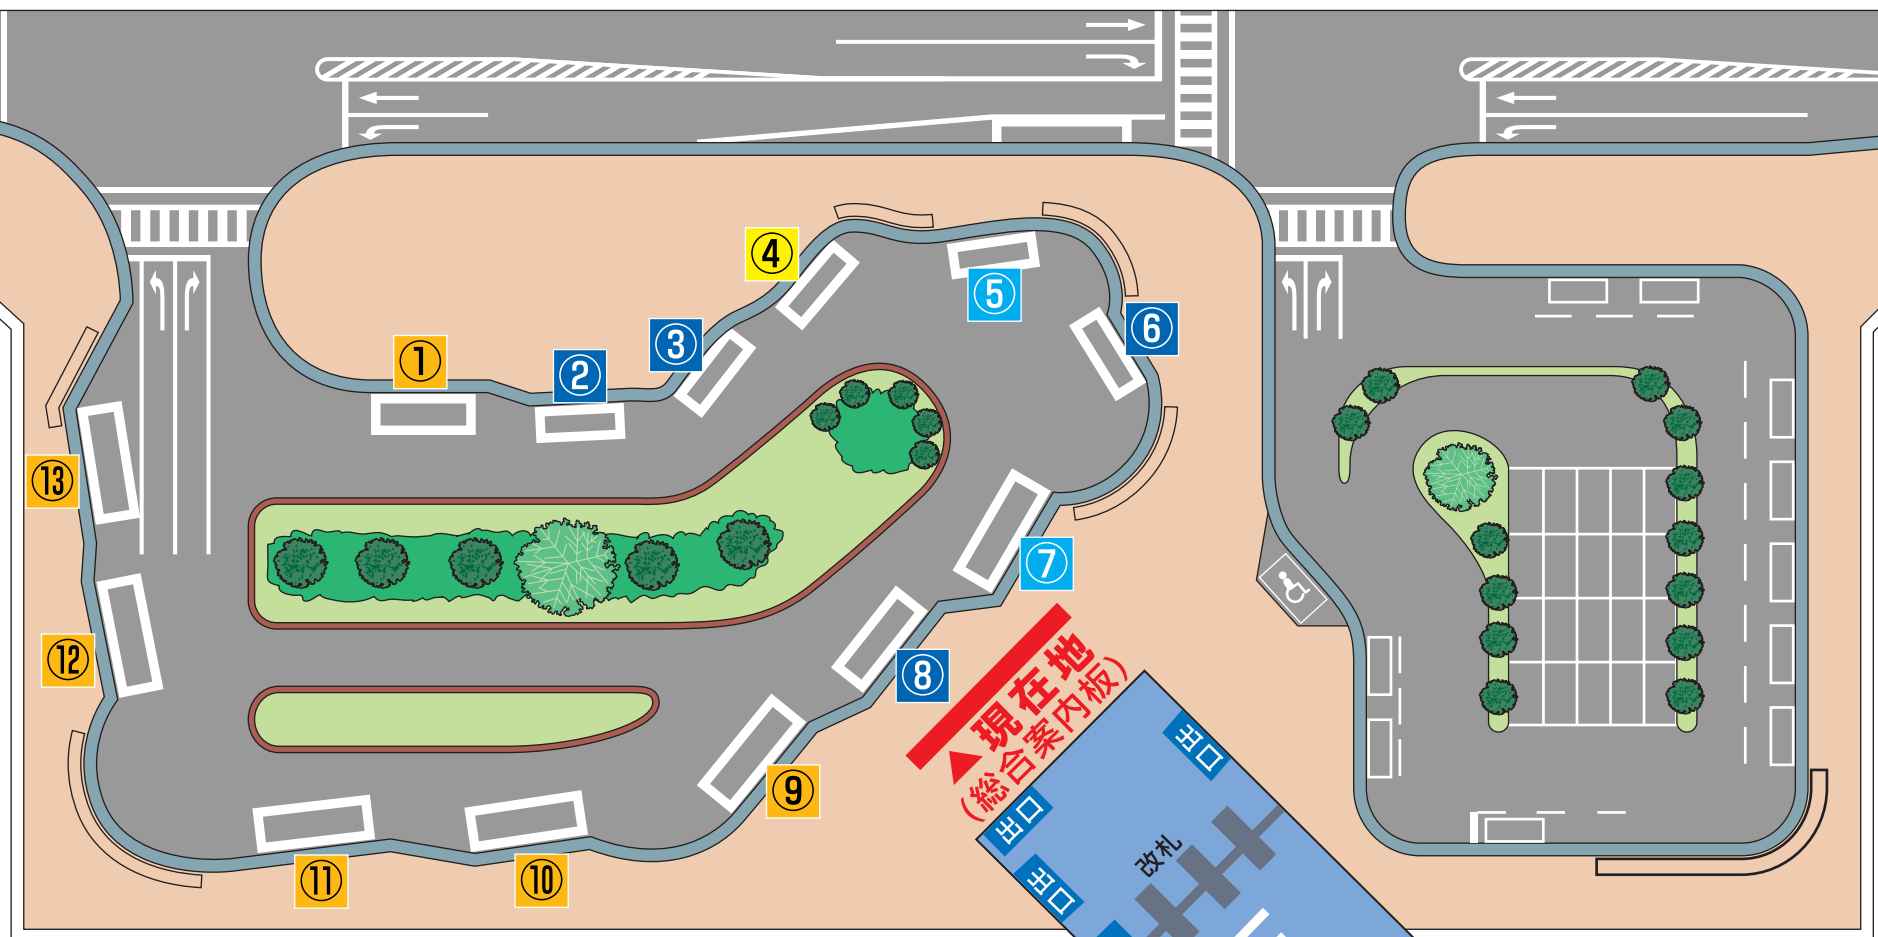 ①
②
③
④
⑤
⑥
⑦
⑧
⑨
⑩
⑪
⑫
⑬
▲現在地
(総合案内板)
出口
出口
出口
改札